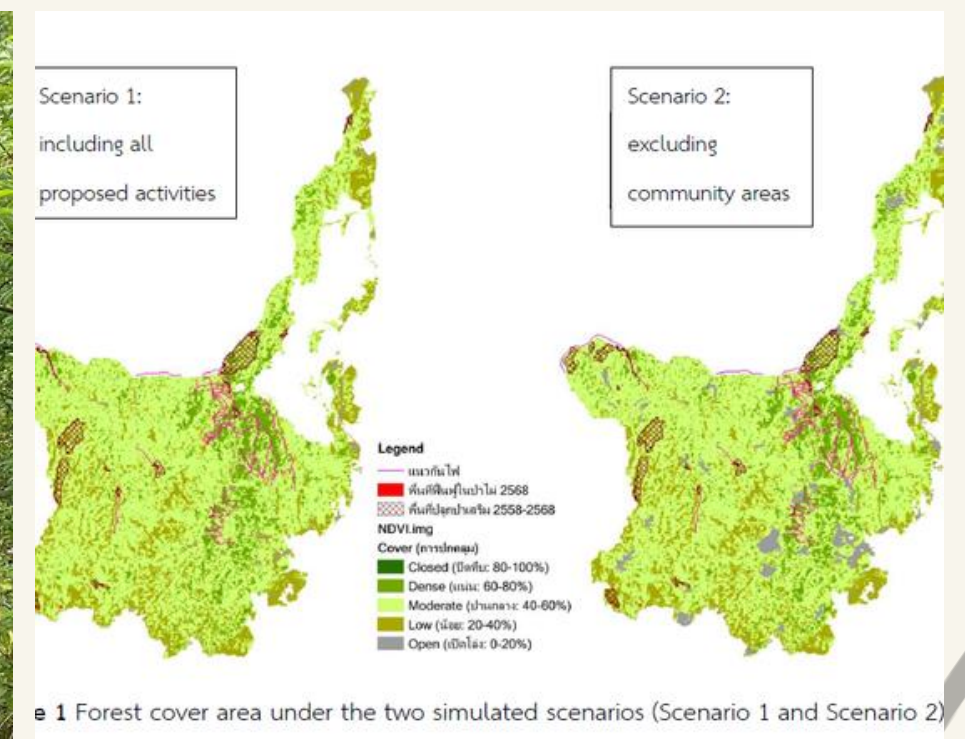 Scenario 1:
including all
proposed activities
Scenario 2:
excluding
community areas
Legend
แนวกันไฟ
พื้นที่ฟื้นฟูในป่าไม้ 2568
พื้นที่ปลูกป่าเสริม 2558-2568
NDVI.img
Cover (การปกคลุม)
Closed (ปิดทึบ: 80-100%)
Dense (แน่น: 60-80%)
Moderate (ปานกลาง: 40-60%)
Low (น้อย: 20-40%)
Open (เปิดโล่ง: 0-20%)
e 1 Forest cover area under the two simulated scenarios (Scenario 1 and Scenario 2)